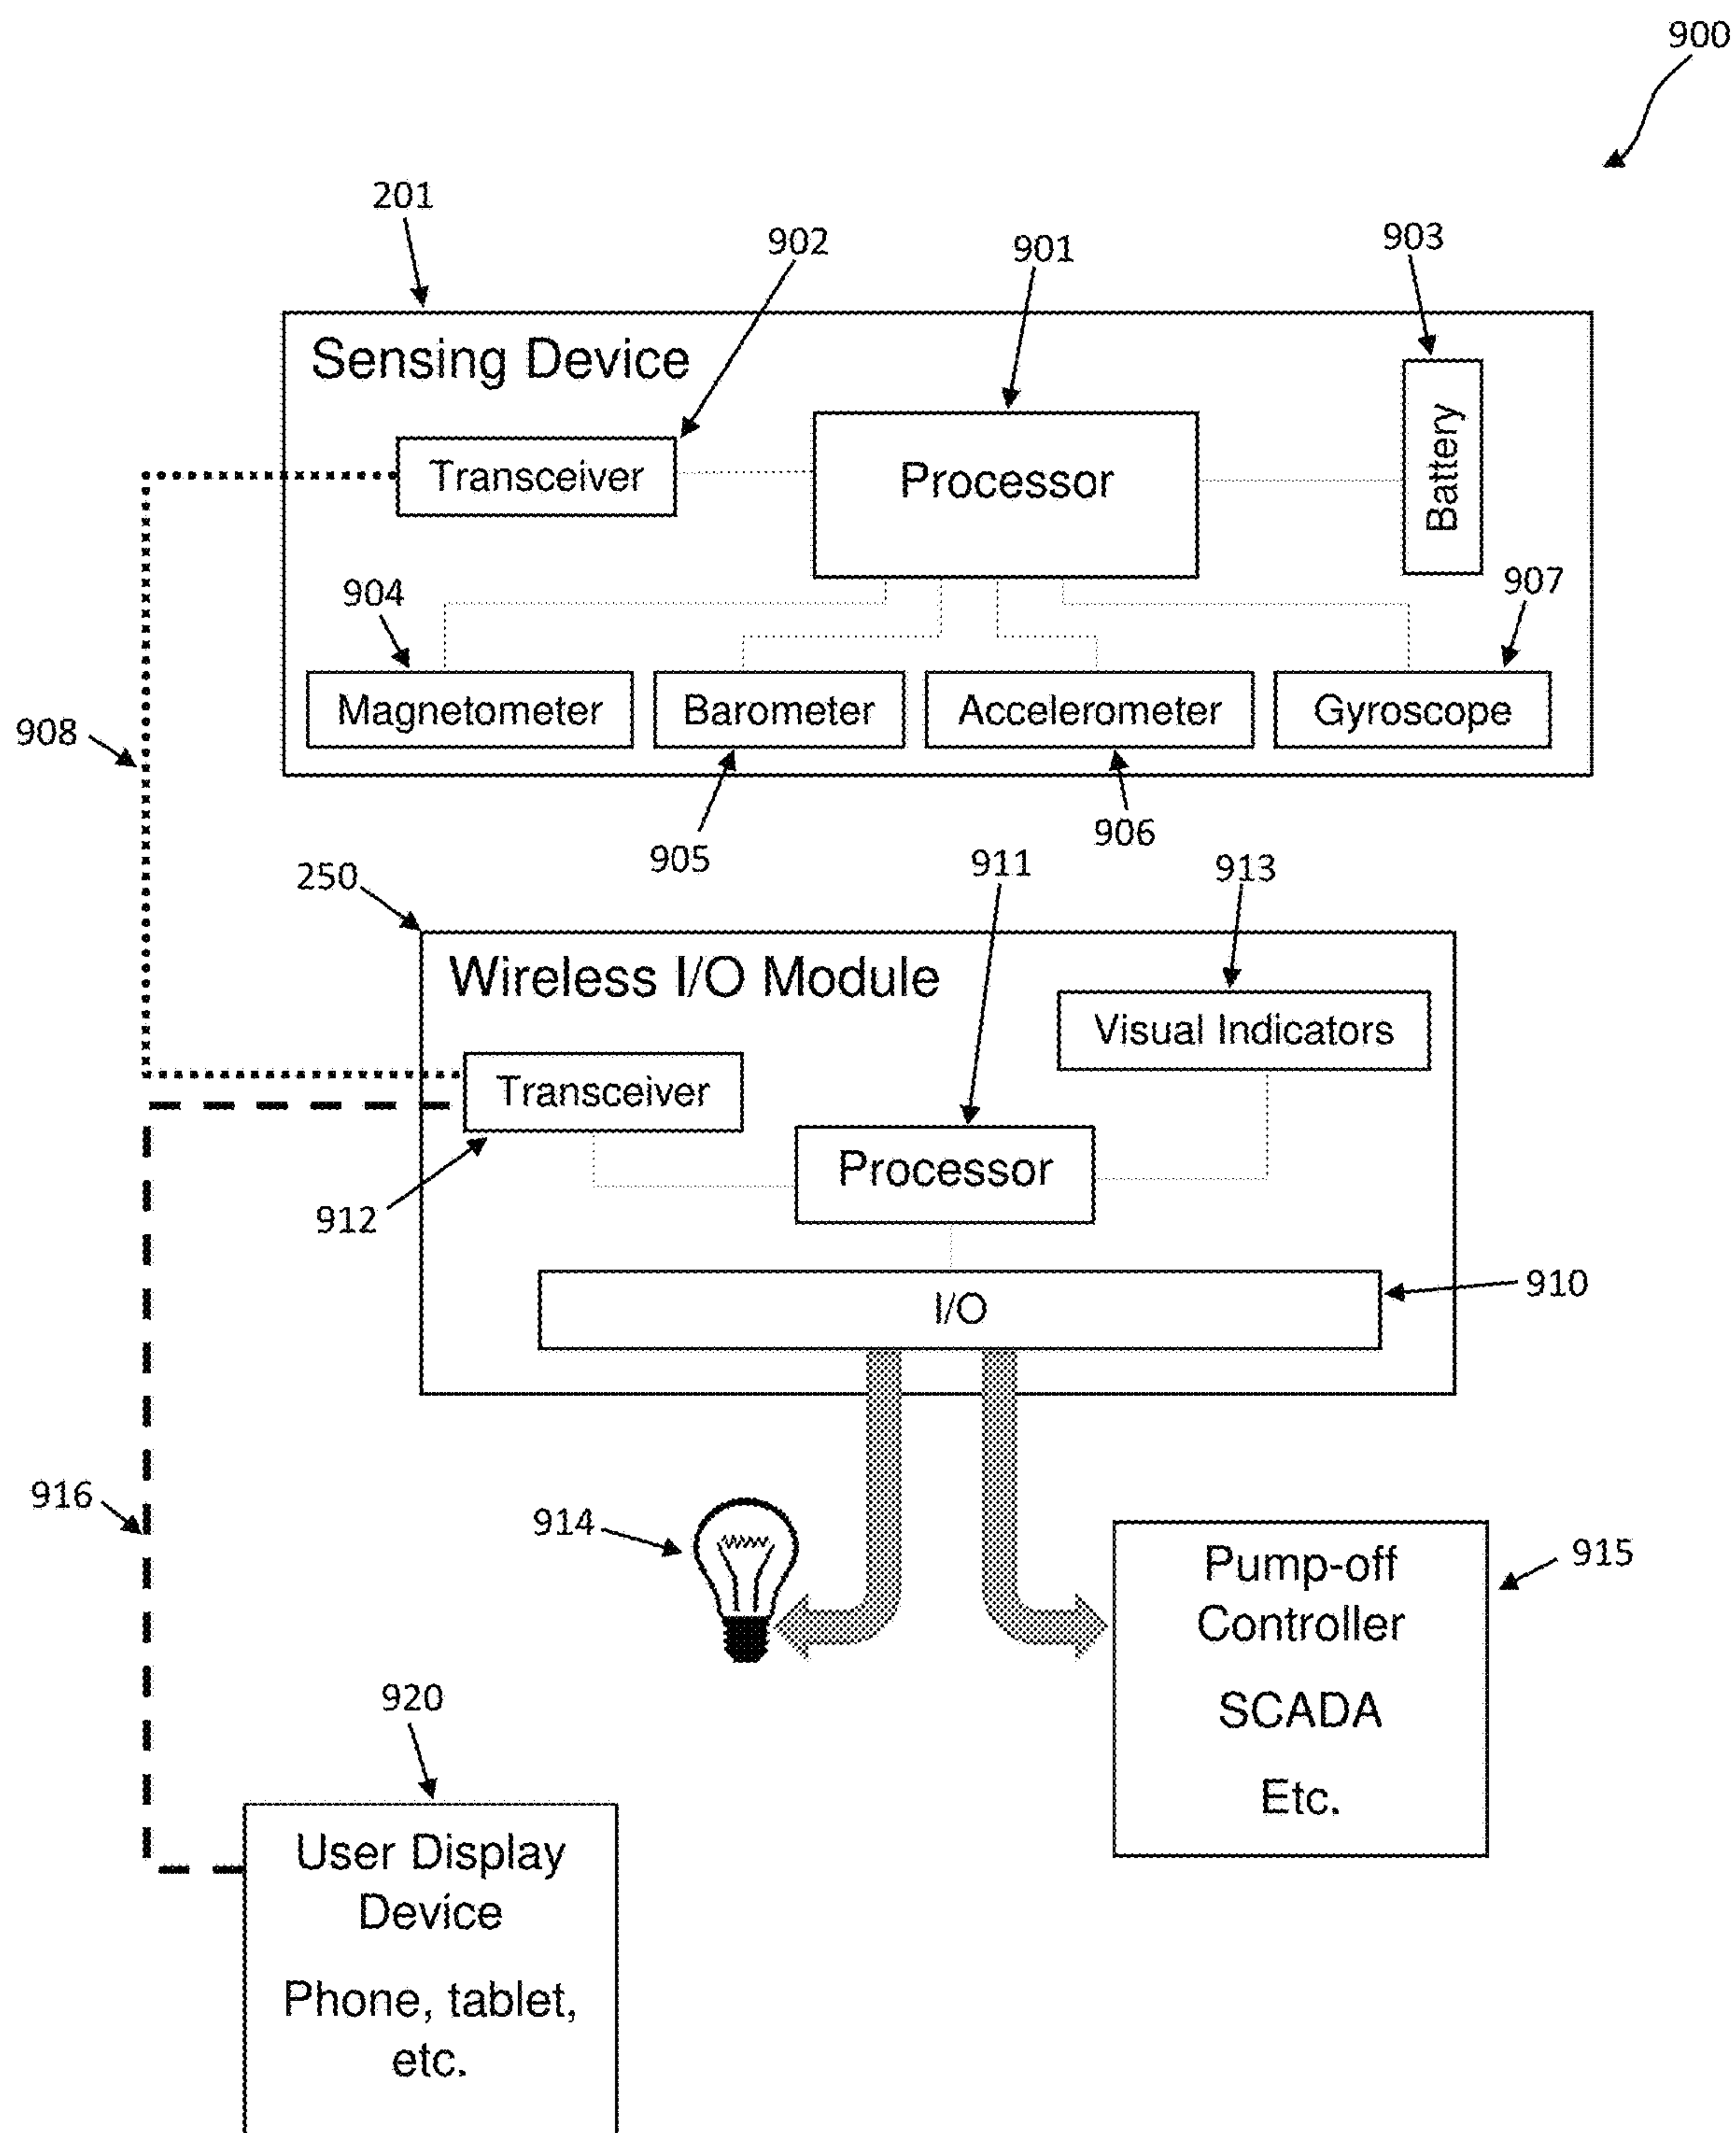 900
201
902
901
903
Sensing Device
Transceiver
Processor
Battery
904
907
Magnetometer
Barometer
Accelerometer
Gyroscope
908
905
906
250
911
913
Wireless I/O Module
Visual Indicators
Transceiver
Processor
912
910
I/O
916
914
915
Pump-off
Controller
SCADA
Etc.
920
User Display
Device
Phone, tablet,
etc.